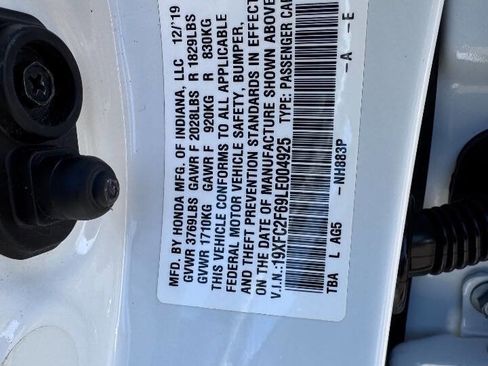 MFD. BY HONDA MFG. OF INDIANA, LLC 12/'19
GVWR 3769LBS GAWR F 2028LBS R 1829LBS
GVWR 1710KG GAWR F 920KG R 830KG
THIS VEHICLE CONFORMS TO ALL APPLICABLE
FEDERAL MOTOR VEHICLE SAFETY, BUMPER,
AND THEFT PREVENTION STANDARDS IN EFFECT
ON THE DATE OF MANUFACTURE SHOWN ABOVE.
V.I.N.:19XFC2F69LE004925 TYPE: PASSENGER CAR
-NH883P -A -E
TBA L AG5